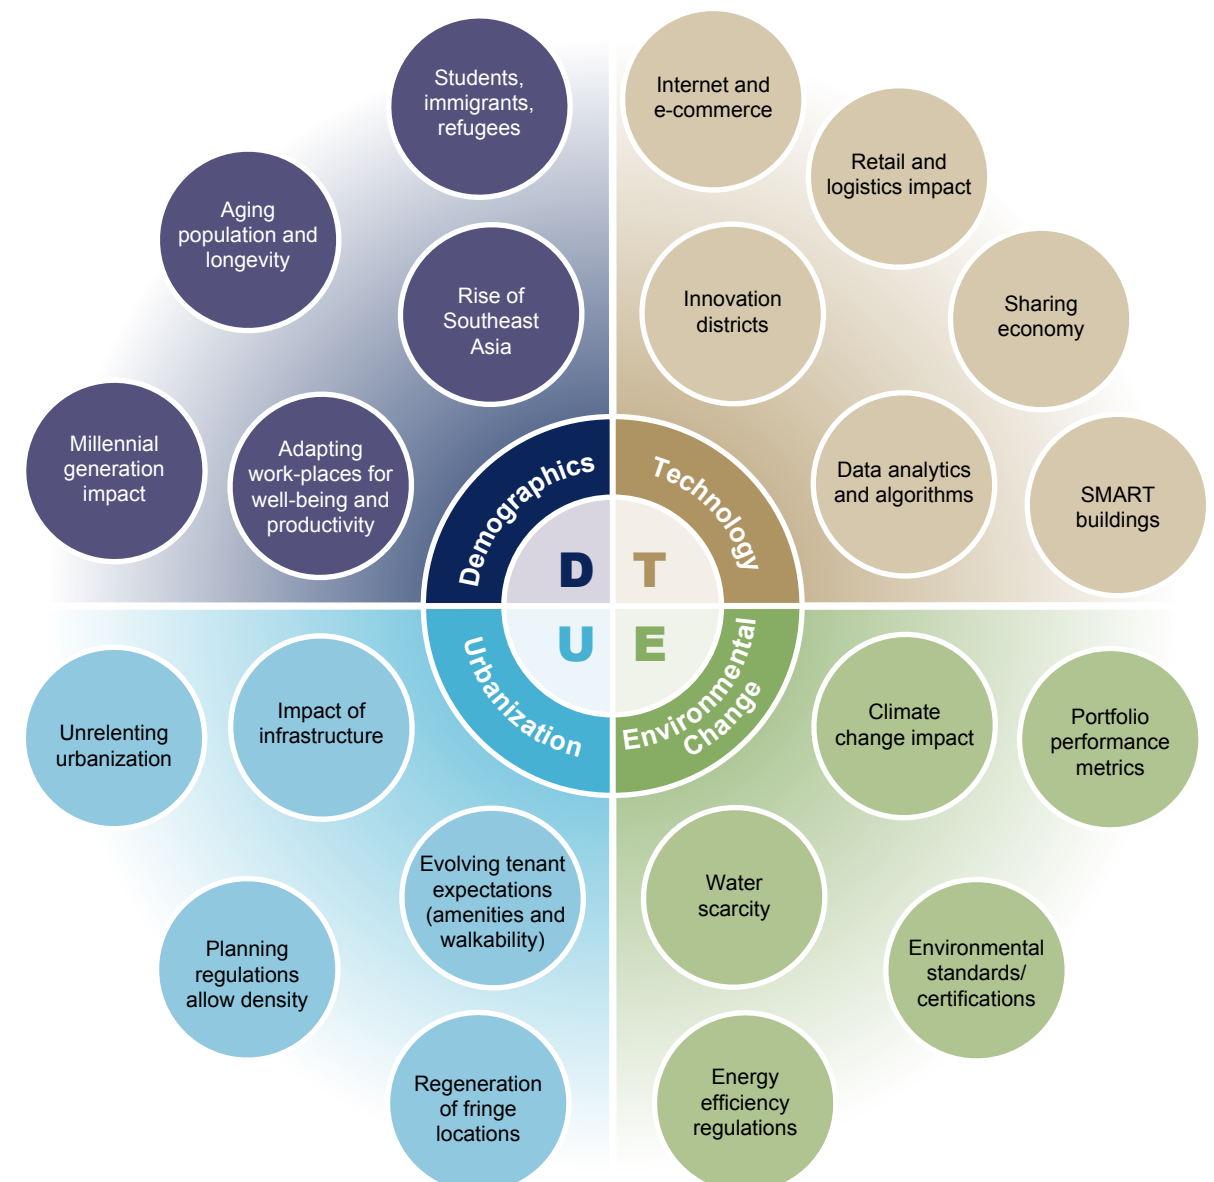 Students,
immigrants,
refugees
Aging
population and
longevity
Rise of
Southeast
Asia
Millennial
generation
impact
Adapting
work-places for
well-being and
productivity
Demographics
D
Internet and
e-commerce
Retail and
logistics impact
Innovation
districts
Sharing
economy
Data analytics
and algorithms
SMART
buildings
Technology
T
Urbanization
U
Unrelenting
urbanization
Impact of
infrastructure
Evolving tenant
expectations
(amenities and
walkability)
Planning
regulations
allow density
Regeneration
of fringe
locations
Environmental
Change
E
Climate
change impact
Portfolio
performance
metrics
Water
scarcity
Environmental
standards/
certifications
Energy
efficiency
regulations